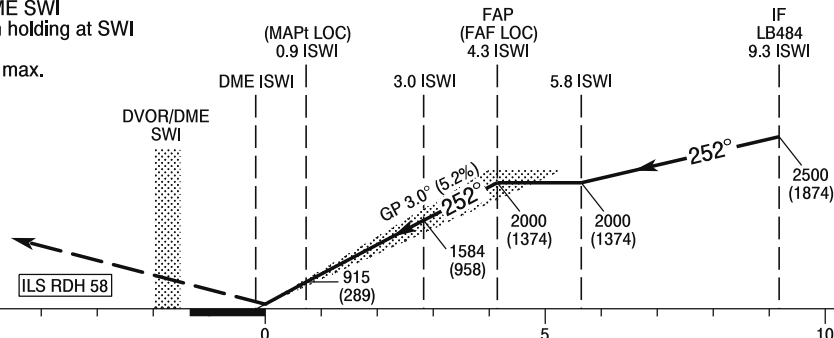 ME SWI
holding at SWI
max.
FAP
(FAF LOC)
4.3 ISWI
IF
LB484
9.3 ISWI
(MAPt LOC)
0.9 ISWI
DME ISWI
3.0 ISWI
5.8 ISWI
DVOR/DME
SWI
GP 3.0° (5.2%)
252°
252°
2500
(1874)
2000
(1374)
2000
(1374)
1584
(958)
915
(289)
ILS RDH 58
0
5
10